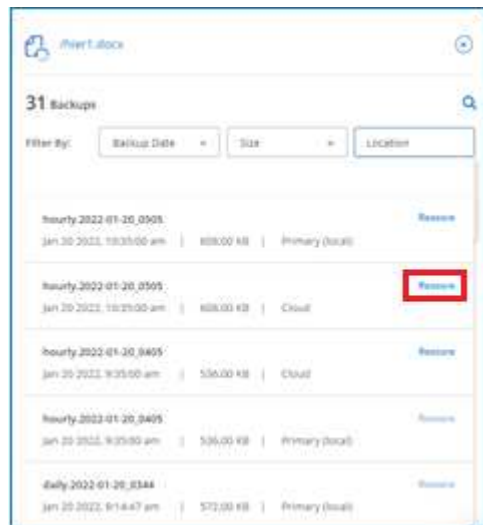 31 Backups
Filter By:
Backup Date
Size
Location
hourly.2022-01-20_0505
Restore
Jan 20 2022, 10:35:00 am | 608.00 KB | Primary (local)
hourly.2022-01-20_0505
Restore
Jan 20 2022, 10:35:00 am | 608.00 KB | Cloud
hourly.2022-01-20_0405
Restore
Jan 20 2022, 9:35:00 am | 536.00 KB | Cloud
hourly.2022-01-20_0405
Restore
Jan 20 2022, 9:35:00 am | 536.00 KB | Primary (local)
daily.2022-01-20_0344
Restore
Jan 20 2022, 9:14:47 am | 572.00 KB | Primary (local)